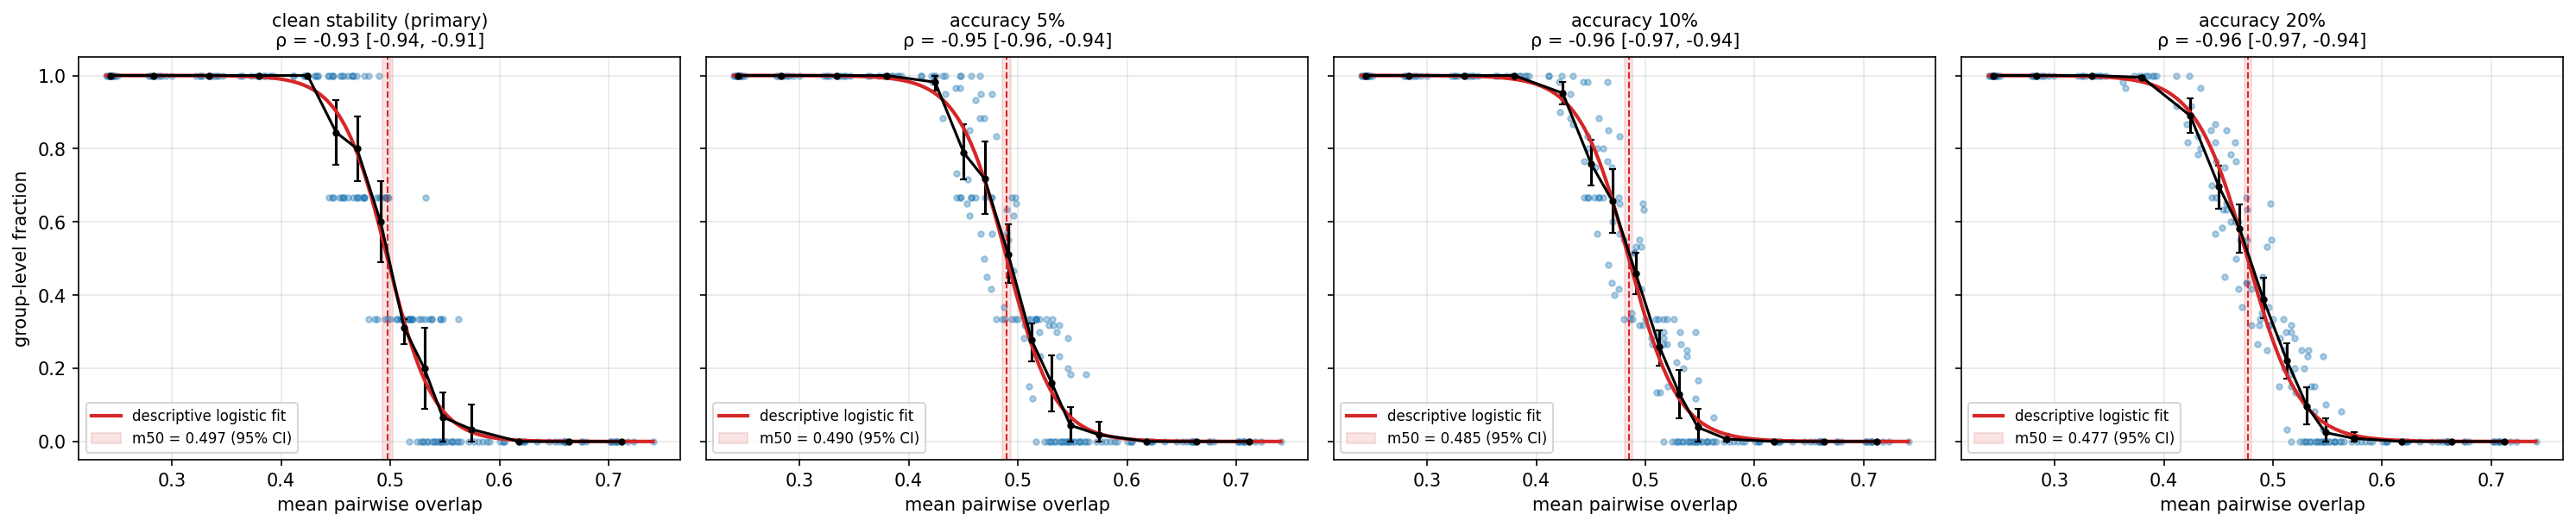 clean stability (primary)
ρ = -0.93 [-0.94, -0.91]
accuracy 5%
ρ = -0.95 [-0.96, -0.94]
accuracy 10%
ρ = -0.96 [-0.97, -0.94]
accuracy 20%
ρ = -0.96 [-0.97, -0.94]
group-level fraction
1.0
0.8
0.6
0.4
0.2
0.0
descriptive logistic fit
m50 = 0.497 (95% CI)
0.3 0.4 0.5 0.6 0.7
mean pairwise overlap
descriptive logistic fit
m50 = 0.490 (95% CI)
0.3 0.4 0.5 0.6 0.7
mean pairwise overlap
descriptive logistic fit
m50 = 0.485 (95% CI)
0.3 0.4 0.5 0.6 0.7
mean pairwise overlap
descriptive logistic fit
m50 = 0.477 (95% CI)
0.3 0.4 0.5 0.6 0.7
mean pairwise overlap